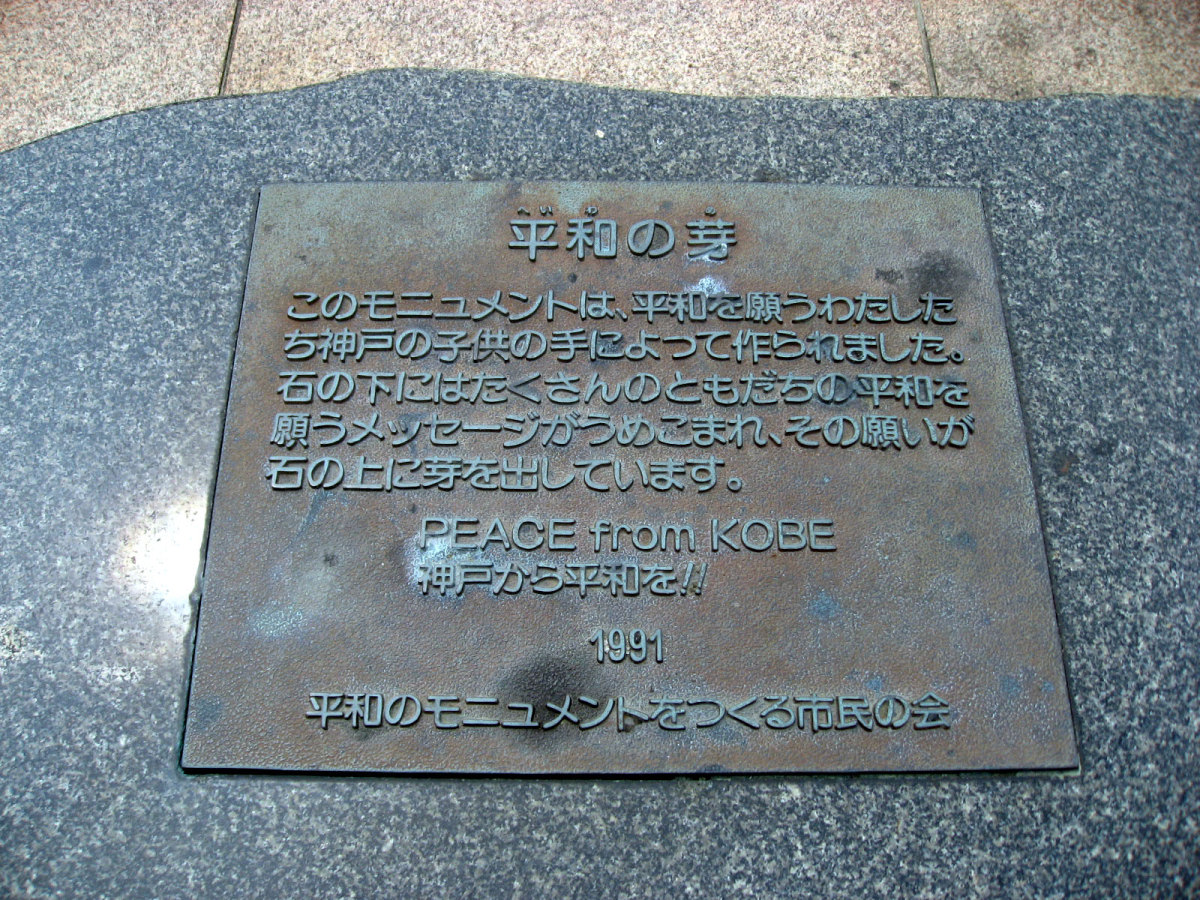 へいわ め
平和の芽
このモニュメントは、平和を願うわたした
ち神戸の子供の手によって作られました。
石の下にはたくさんのともだちの平和を
願うメッセージがうめこまれ、その願いが
石の上に芽を出しています。
PEACE from KOBE
神戸から平和を!!
1991
平和のモニュメントをつくる市民の会